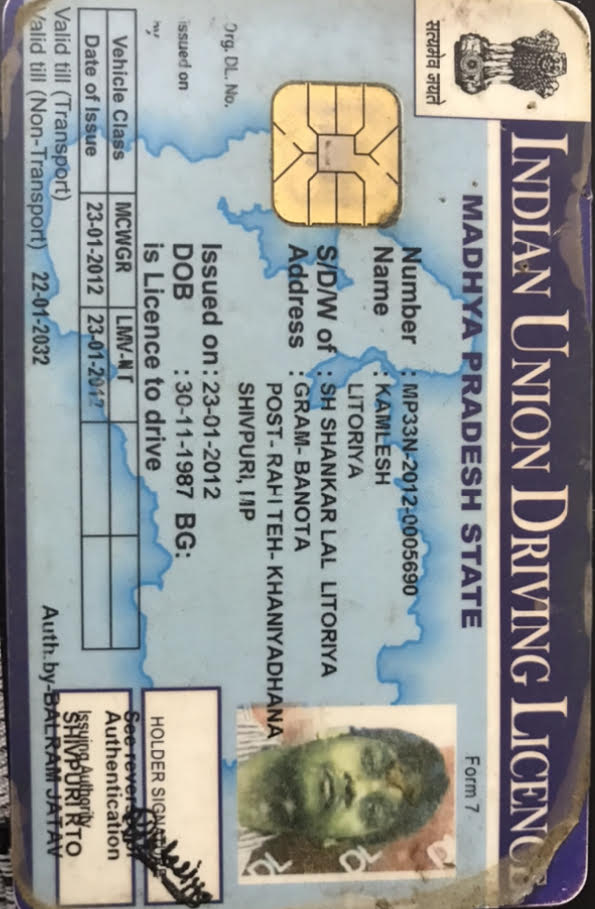 सत्यमेव जयते
INDIAN UNION DRIVING LICENC
MADHYA PRADESH STATE
Form 7
Number : MP33N-2012-0005690
Name : KAMLESH
LITORIYA
S/D/W of : SH SHANKAR LAL LITORIYA
Address : GRAM- BANOTA
POST- RAHI TEH- KHANIYADHANA
SHIVPURI, MP
Org. DL. No.
Issued on : 23-01-2012
DOB : 30-11-1987 BG:
is Licence to drive
Issued on
by
Vehicle Class MCWGR LMV-NT
Date of Issue 23-01-2012 23-01-2012
Valid till (Transport)
Valid till (Non-Transport) 22-01-2032
HOLDER SIGNATURE
See reverse
Authentication
Issuing Authority
SHIVPURI RTO
Auth.by-BALRAM JATAV
DL
DL